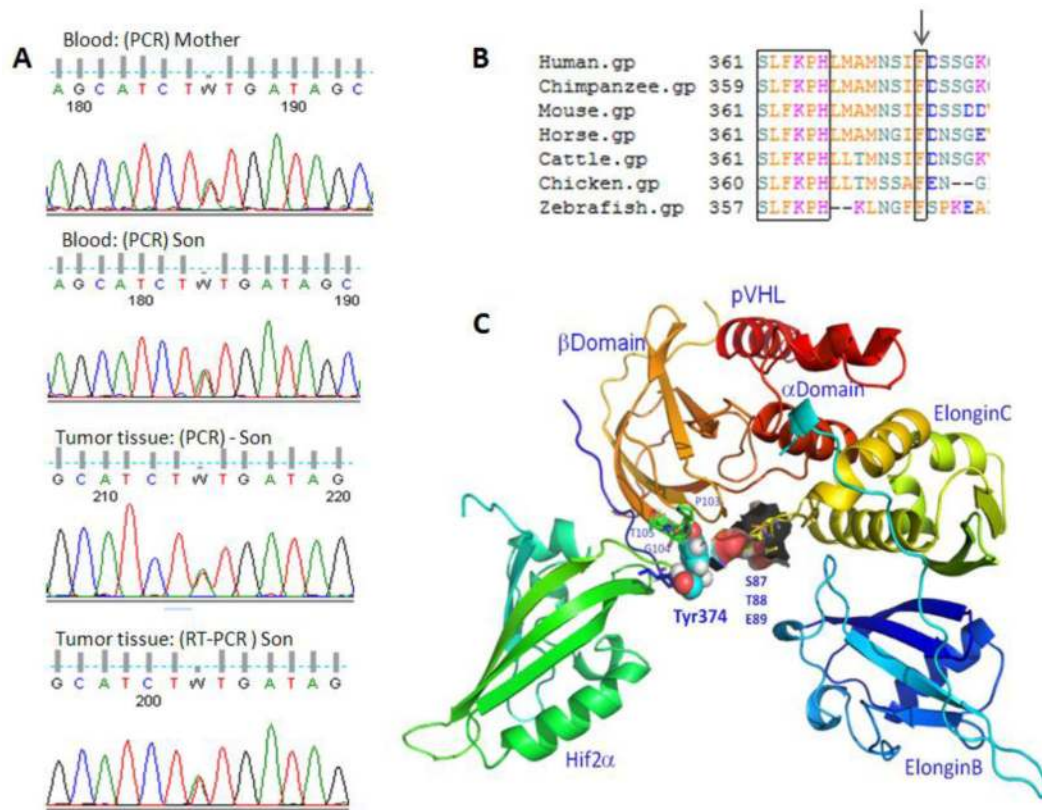 A
Blood: (PCR) Mother
A G C A T C T W T G A T A G C
180 190
Blood: (PCR) Son
A G C A T C T W T G A T A G C
180 190
Tumor tissue: (PCR) - Son
G C A T C T W T G A T A G
210 220
Tumor tissue: (RT-PCR ) Son
G C A T C T W T G A T A G
200
B
Human.gp 361 SLFKPHLMAMNSIFDSSGK
Chimpanzee.gp 359 SLFKPHLMAMNSIFDSSGK
Mouse.gp 361 SLFKPHLMAMNSIFDSSDD
Horse.gp 361 SLFKPHLMAMNGIFDNSGE
Cattle.gp 361 SLFKPHLLTMNSIFDNSGK
Chicken.gp 360 SLFKPHLLTMSSAFEN--G
Zebrafish.gp 357 SLFKPH--KLNGFFSPKEA
C
pVHL
βDomain
αDomain
ElonginC
P103
T105
G104
S87
T88
E89
Tyr374
Hif2α
ElonginB